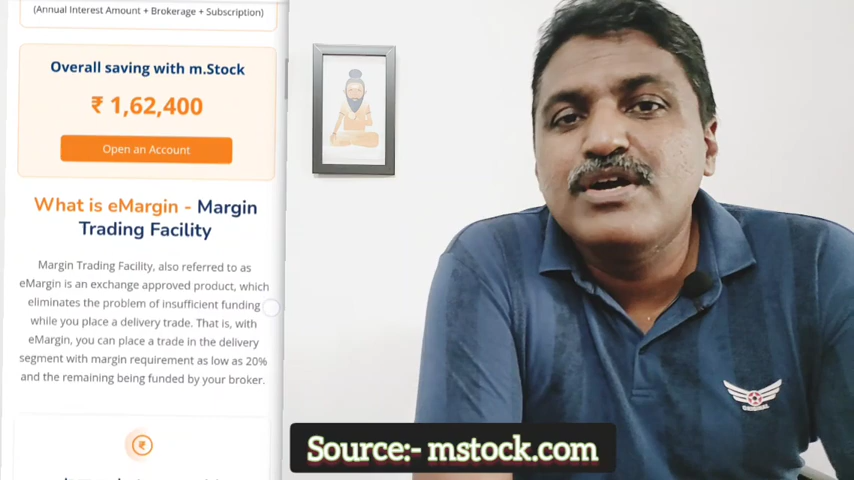 (Annual Interest Amount + Brokerage + Subscription)
Overall saving with m.Stock
₹ 1,62,400
Open an Account
What is eMargin - Margin
Trading Facility
Margin Trading Facility, also referred to as
eMargin is an exchange approved product, which
eliminates the problem of insufficient funding
while you place a delivery trade. That is, with
eMargin, you can place a trade in the delivery
segment with margin requirement as low as 20%
and the remaining being funded by your broker.
₹
Source:- mstock.com
ORIGINAL